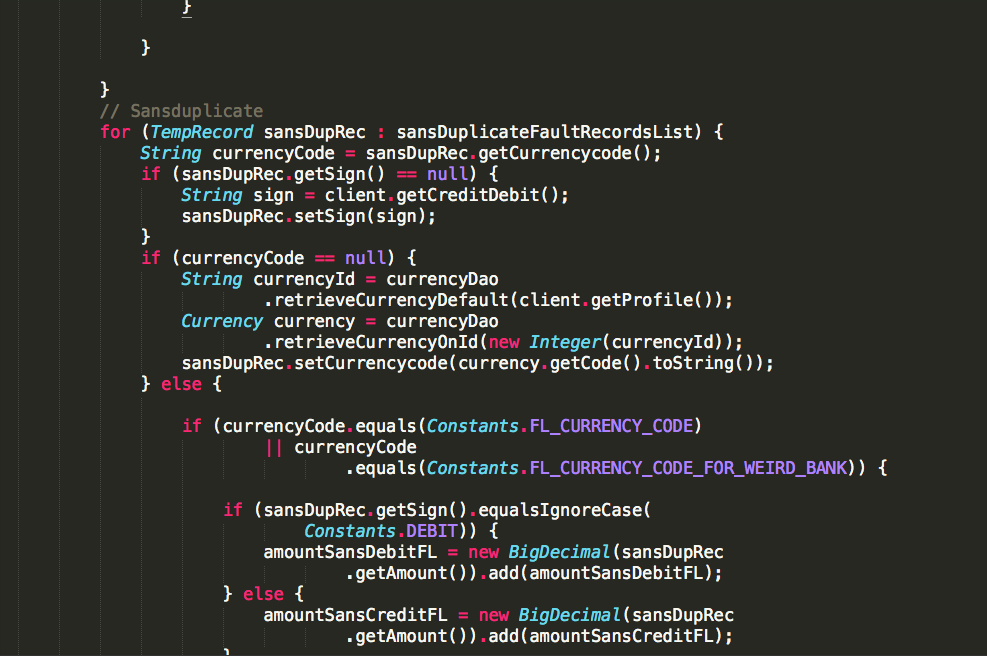 }
}
}
// Sansduplicate
for (TempRecord sansDupRec : sansDuplicateFaultRecordsList) {
String currencyCode = sansDupRec.getCurrencycode();
if (sansDupRec.getSign() == null) {
String sign = client.getCreditDebit();
sansDupRec.setSign(sign);
}
if (currencyCode == null) {
String currencyId = currencyDao
.retrieveCurrencyDefault(client.getProfile());
Currency currency = currencyDao
.retrieveCurrencyOnId(new Integer(currencyId));
sansDupRec.setCurrencycode(currency.getCode().toString());
} else {
if (currencyCode.equals(Constants.FL_CURRENCY_CODE)
|| currencyCode
.equals(Constants.FL_CURRENCY_CODE_FOR_WEIRD_BANK)) {
if (sansDupRec.getSign().equalsIgnoreCase(
Constants.DEBIT)) {
amountSansDebitFL = new BigDecimal(sansDupRec
.getAmount()).add(amountSansDebitFL);
} else {
amountSansCreditFL = new BigDecimal(sansDupRec
.getAmount()).add(amountSansCreditFL);
}